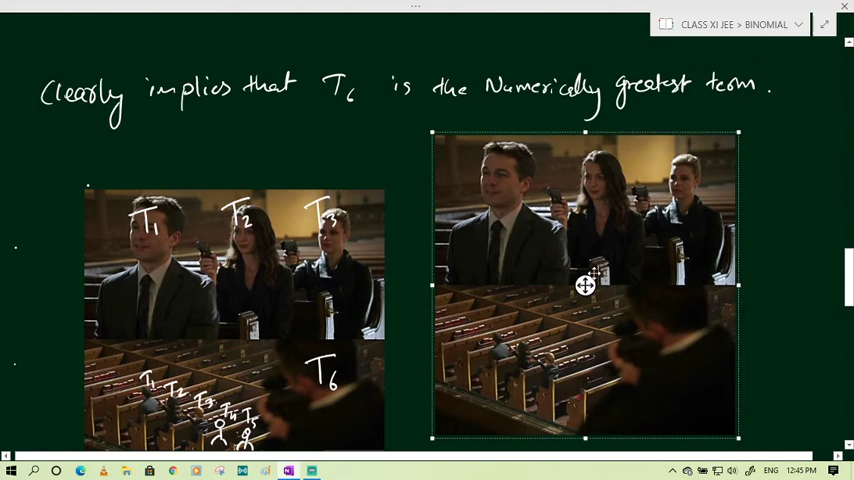 CLASS XI JEE > BINOMIAL
Clearly implies that T6 is the Numerically greatest term.
T1 T2 T3
T6
T1 T2 T3 T4 T5
ENG 12:45 PM